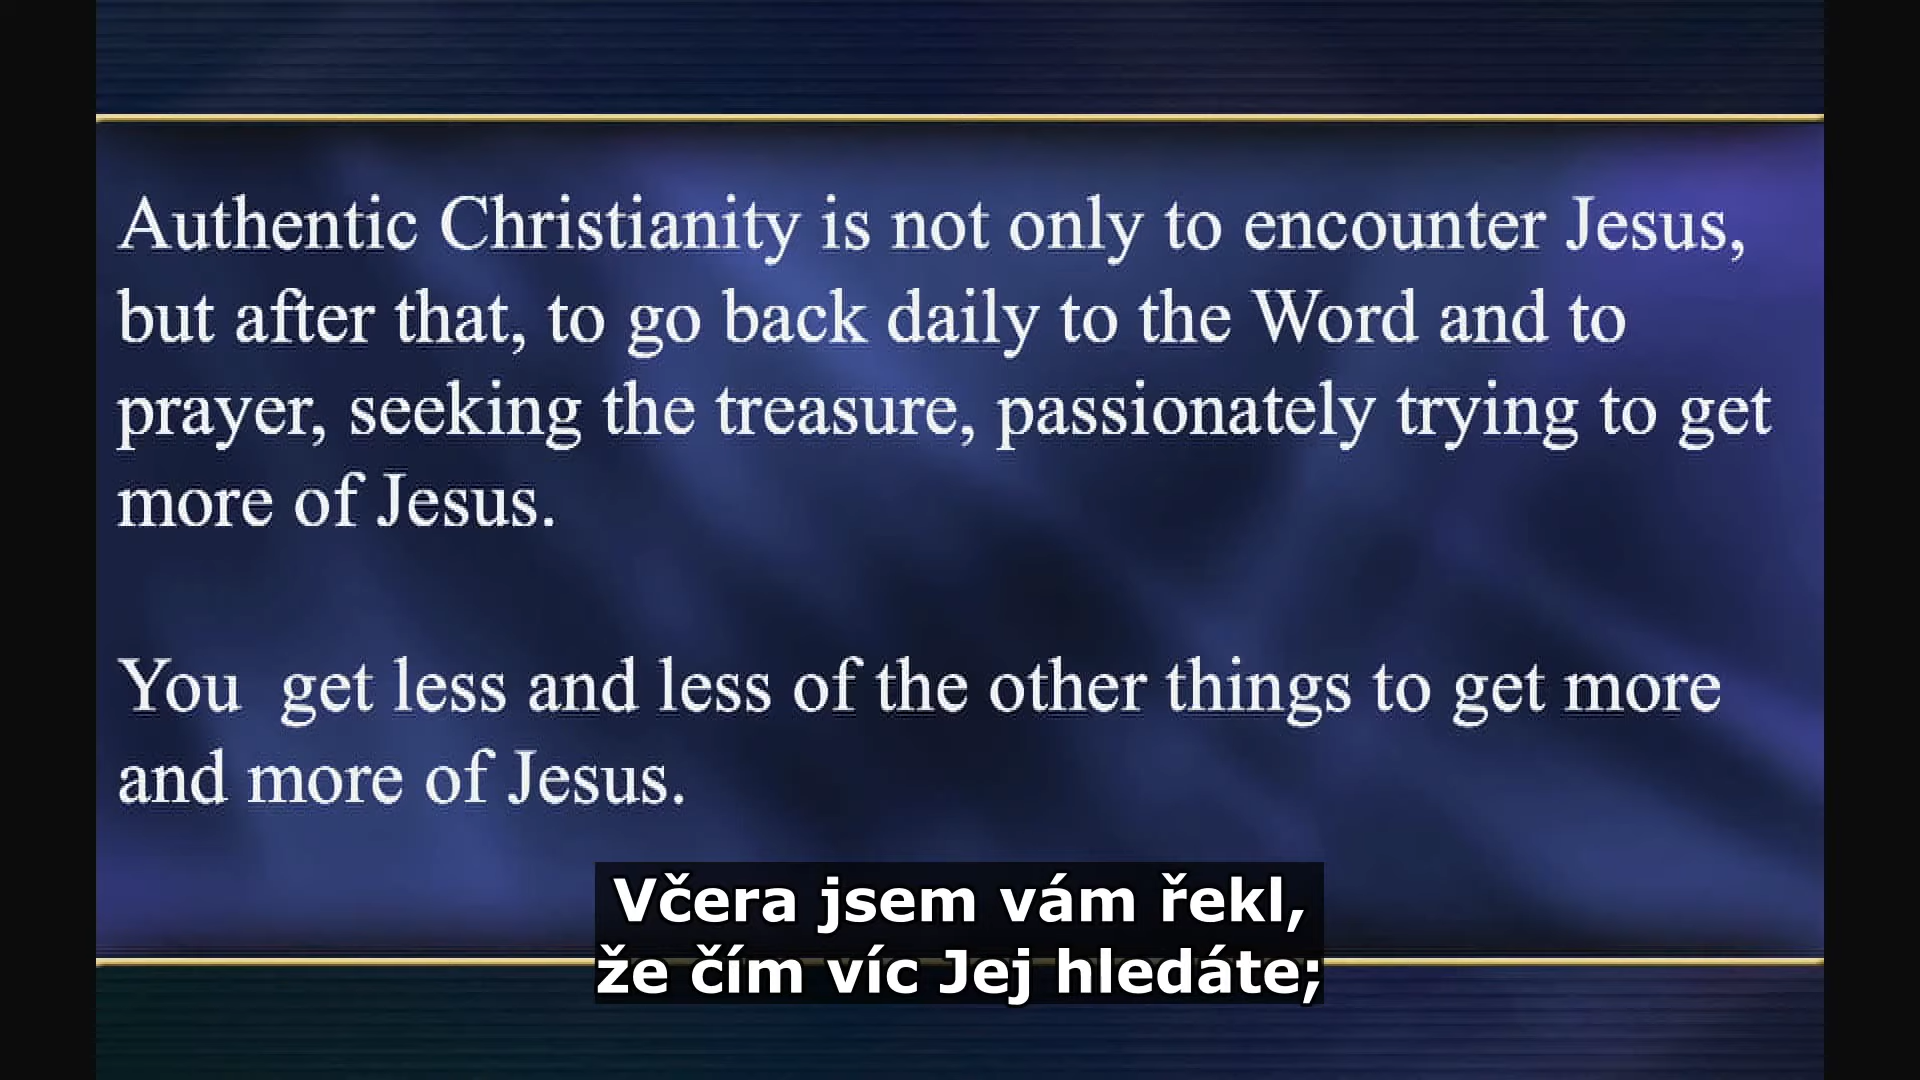 Authentic Christianity is not only to encounter Jesus,
but after that, to go back daily to the Word and to
prayer, seeking the treasure, passionately trying to get
more of Jesus.
You  get less and less of the other things to get more
and more of Jesus.
Včera jsem vám řekl,
že čím víc Jej hledáte;